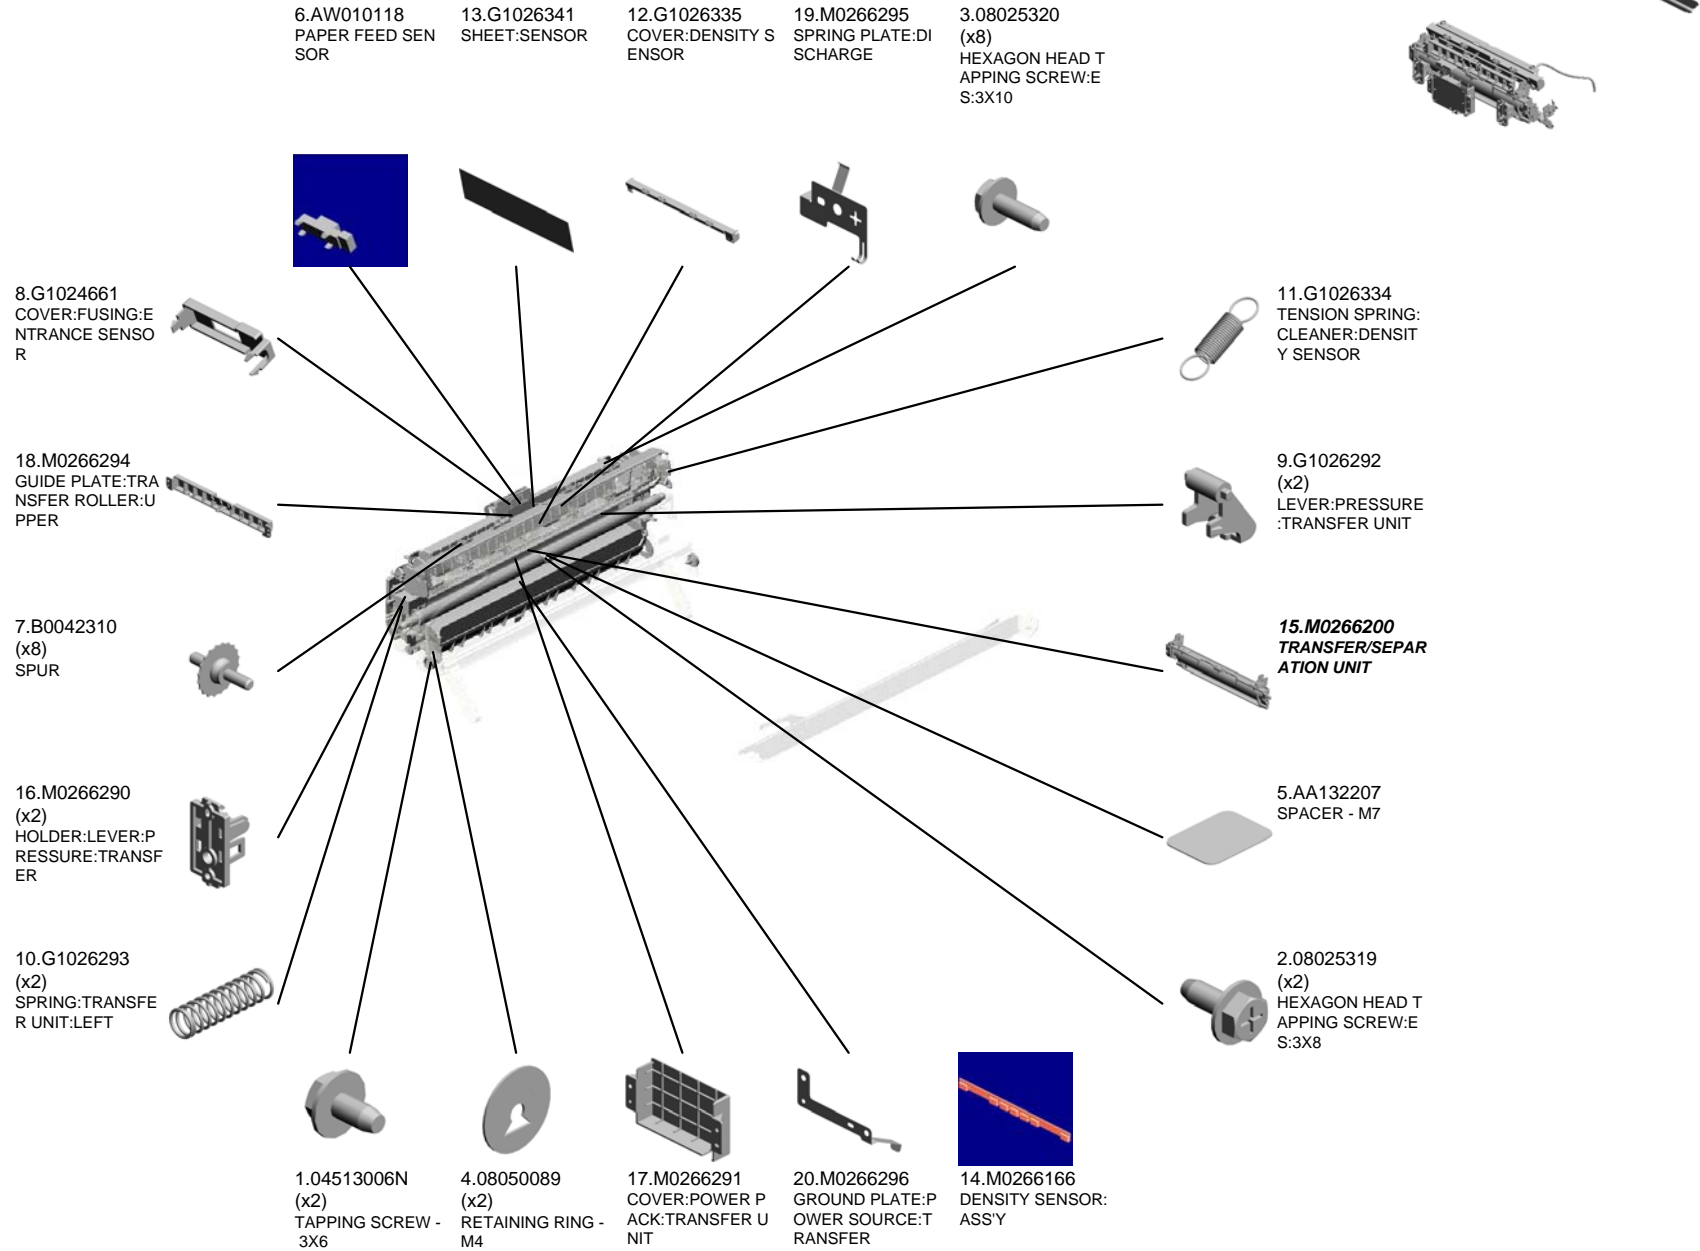 6.AW010118
PAPER FEED SEN
SOR
13.G1026341
SHEET:SENSOR
12.G1026335
COVER:DENSITY S
ENSOR
19.M0266295
SPRING PLATE:DI
SCHARGE
3.08025320
(x8)
HEXAGON HEAD T
APPING SCREW:E
S:3X10
8.G1024661
COVER:FUSING:E
NTRANCE SENSO
R
11.G1026334
TENSION SPRING:
CLEANER:DENSIT
Y SENSOR
18.M0266294
GUIDE PLATE:TRA
NSFER ROLLER:U
PPER
9.G1026292
(x2)
LEVER:PRESSURE
:TRANSFER UNIT
7.B0042310
(x8)
SPUR
15.M0266200
TRANSFER/SEPAR
ATION UNIT
16.M0266290
(x2)
HOLDER:LEVER:P
RESSURE:TRANSF
ER
5.AA132207
SPACER - M7
10.G1026293
(x2)
SPRING:TRANSFE
R UNIT:LEFT
2.08025319
(x2)
HEXAGON HEAD T
APPING SCREW:E
S:3X8
1.04513006N
(x2)
TAPPING SCREW -
3X6
4.08050089
(x2)
RETAINING RING -
M4
17.M0266291
COVER:POWER P
ACK:TRANSFER U
NIT
20.M0266296
GROUND PLATE:P
OWER SOURCE:T
RANSFER
14.M0266166
DENSITY SENSOR:
ASS'Y